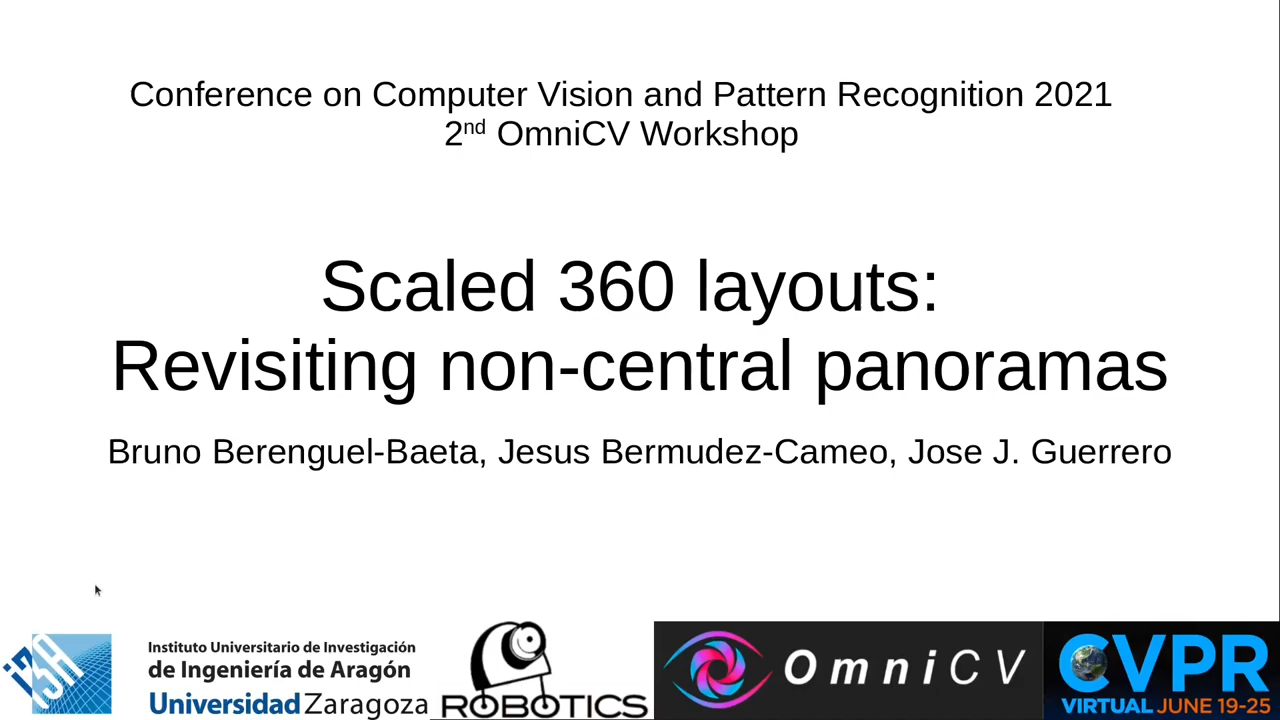 Conference on Computer Vision and Pattern Recognition 2021
2nd OmniCV Workshop
Scaled 360 layouts:
Revisiting non-central panoramas
Bruno Berenguel-Baeta, Jesus Bermudez-Cameo, Jose J. Guerrero
i3A
Instituto Universitario de Investigación
de Ingeniería de Aragón
Universidad Zaragoza
ROBOTICS
OmniCV
CVPR
VIRTUAL JUNE 19-25